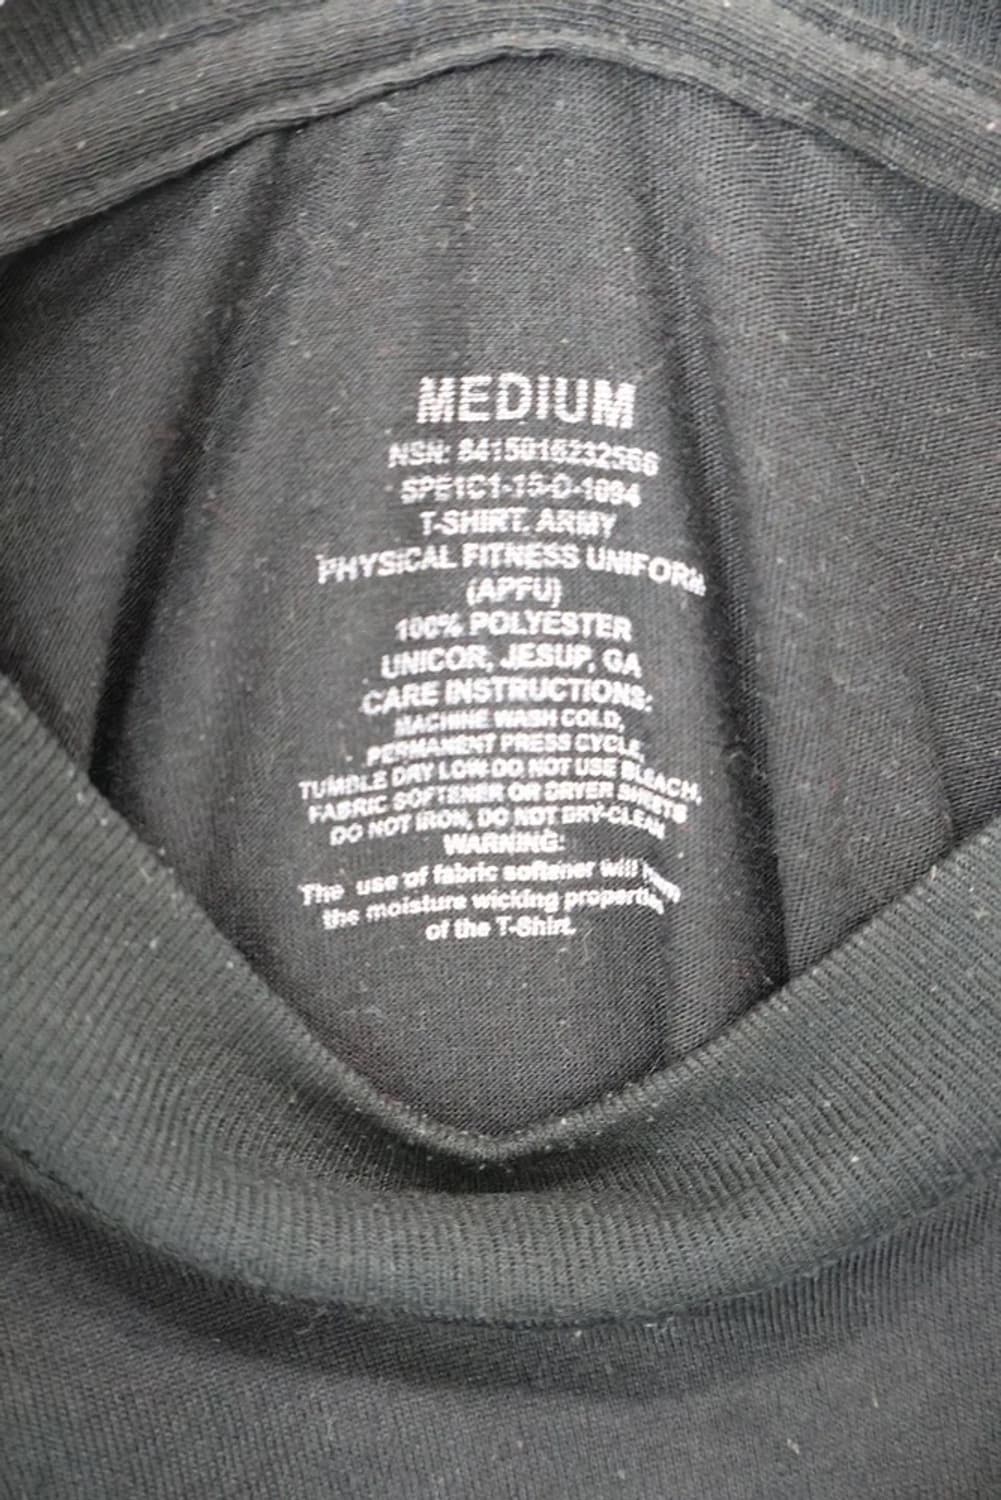 MEDIUM
NSN: 8415016232566
SPE1C1-15-D-1094
T-SHIRT, ARMY
PHYSICAL FITNESS UNIFORM
(APFU)
100% POLYESTER
UNICOR, JESUP, GA
CARE INSTRUCTIONS:
MACHINE WASH COLD,
PERMANENT PRESS CYCLE,
TUMBLE DRY LOW-DO NOT USE BLEACH,
FABRIC SOFTENER OR DRYER SHEETS
DO NOT IRON, DO NOT DRY-CLEAN
WARNING:
The use of fabric softener will
the moisture wicking properties
of the T-Shirt.